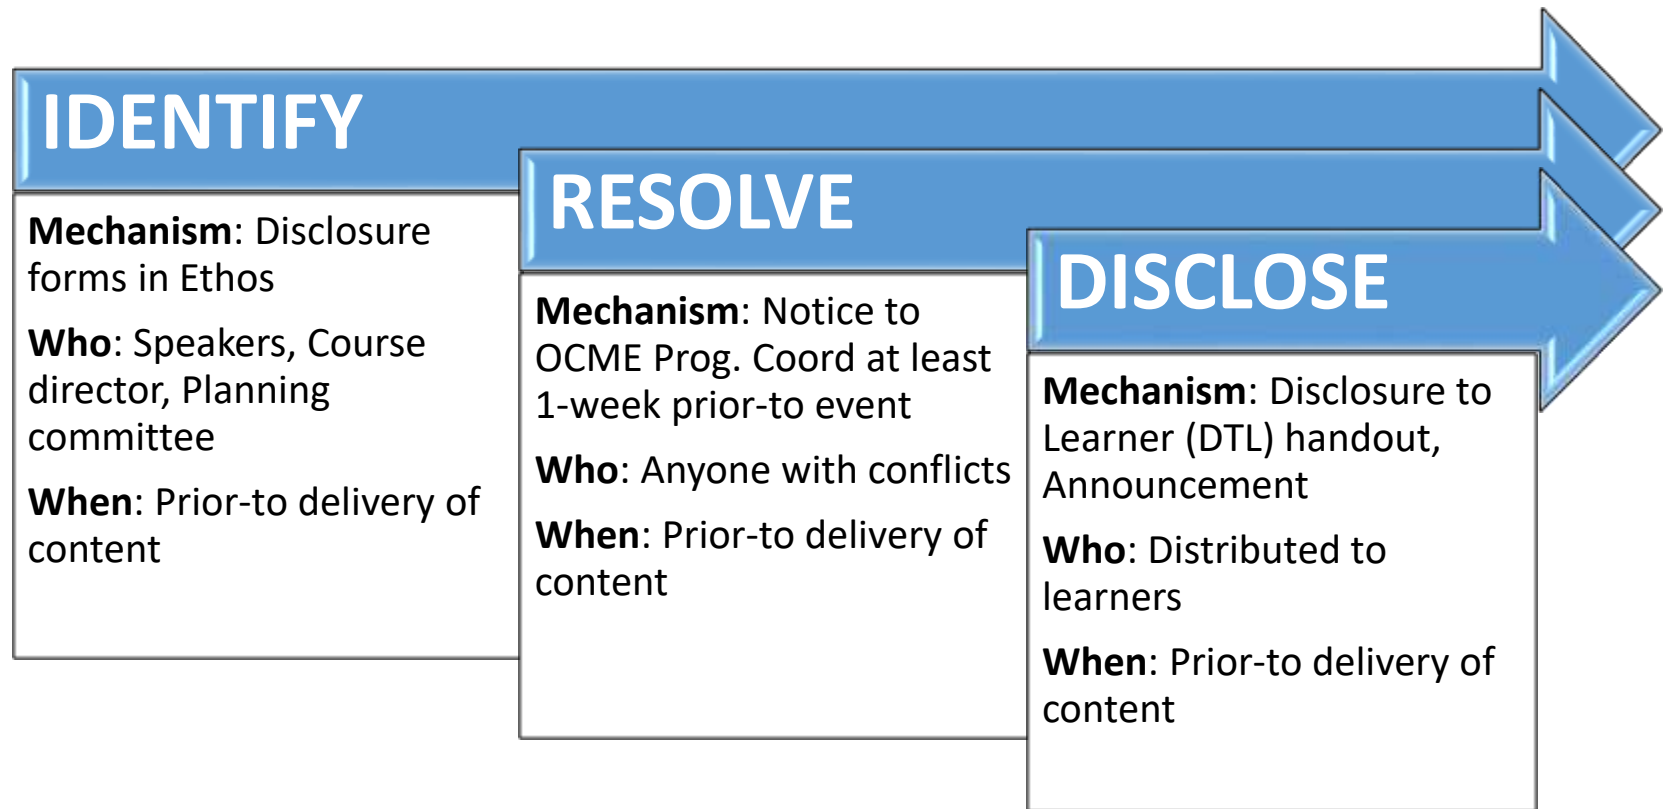 IDENTIFY
Mechanism: Disclosure
forms in Ethos
Who: Speakers, Course
director, Planning
committee
When: Prior-to delivery of
content
RESOLVE
Mechanism: Notice to
OCME Prog. Coord at least
1-week prior-to event
Who: Anyone with conflicts
When: Prior-to delivery of
content
DISCLOSE
Mechanism: Disclosure to
Learner (DTL) handout,
Announcement
Who: Distributed to
learners
When: Prior-to delivery of
content